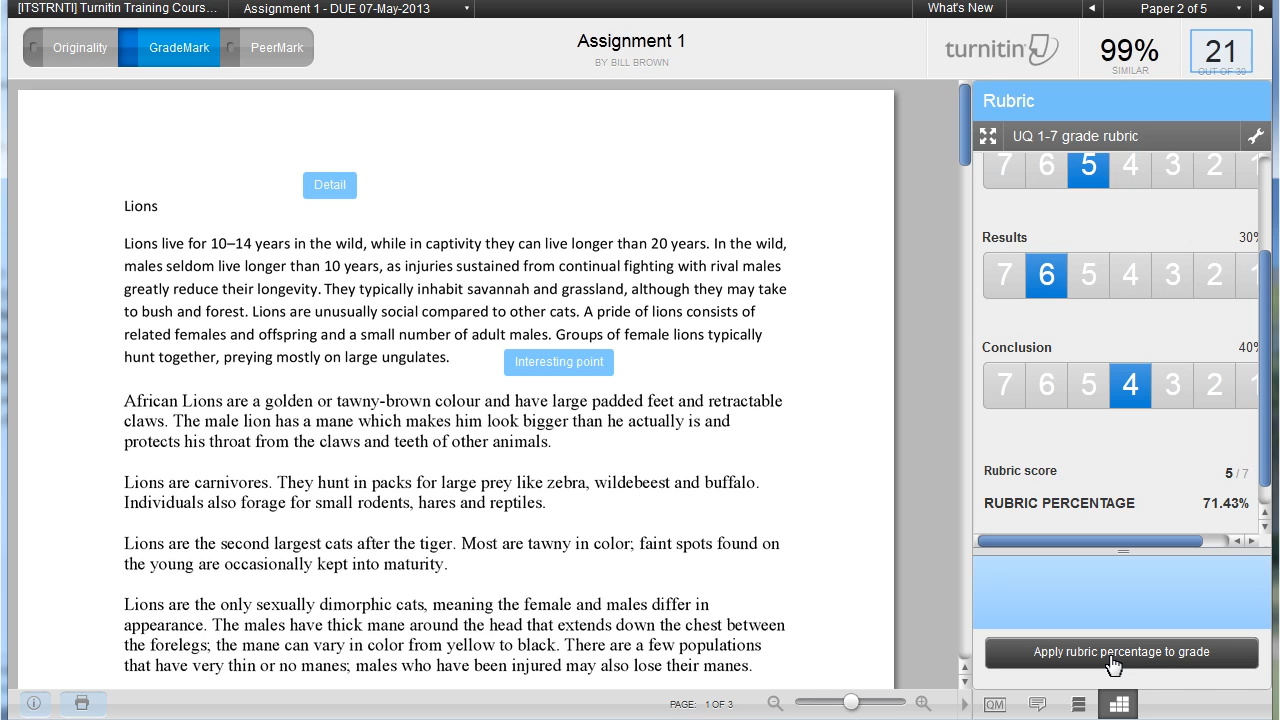 [ITSTRNTI] Turnitin Training Cours...
Assignment 1 - DUE 07-May-2013
What's New
Paper 2 of 5
Originality
GradeMark
PeerMark
Assignment 1
BY BILL BROWN
turnitin
99%
SIMILAR
21
OUT OF 30
Rubric
UQ 1-7 grade rubric
7 6 5 4 3 2 1
Results 30%
7 6 5 4 3 2 1
Conclusion 40%
7 6 5 4 3 2 1
Rubric score 5 / 7
RUBRIC PERCENTAGE 71.43%
Apply rubric percentage to grade
Detail
Lions
Lions live for 10–14 years in the wild, while in captivity they can live longer than 20 years. In the wild,
males seldom live longer than 10 years, as injuries sustained from continual fighting with rival males
greatly reduce their longevity. They typically inhabit savannah and grassland, although they may take
to bush and forest. Lions are unusually social compared to other cats. A pride of lions consists of
related females and offspring and a small number of adult males. Groups of female lions typically
hunt together, preying mostly on large ungulates.
Interesting point
African Lions are a golden or tawny-brown colour and have large padded feet and retractable
claws. The male lion has a mane which makes him look bigger than he actually is and
protects his throat from the claws and teeth of other animals.
Lions are carnivores. They hunt in packs for large prey like zebra, wildebeest and buffalo.
Individuals also forage for small rodents, hares and reptiles.
Lions are the second largest cats after the tiger. Most are tawny in color; faint spots found on
the young are occasionally kept into maturity.
Lions are the only sexually dimorphic cats, meaning the female and males differ in
appearance. The males have thick mane around the head that extends down the chest between
the forelegs; the mane can vary in color from yellow to black. There are a few populations
that have very thin or no manes; males who have been injured may also lose their manes.
PAGE: 1 OF 3
QM